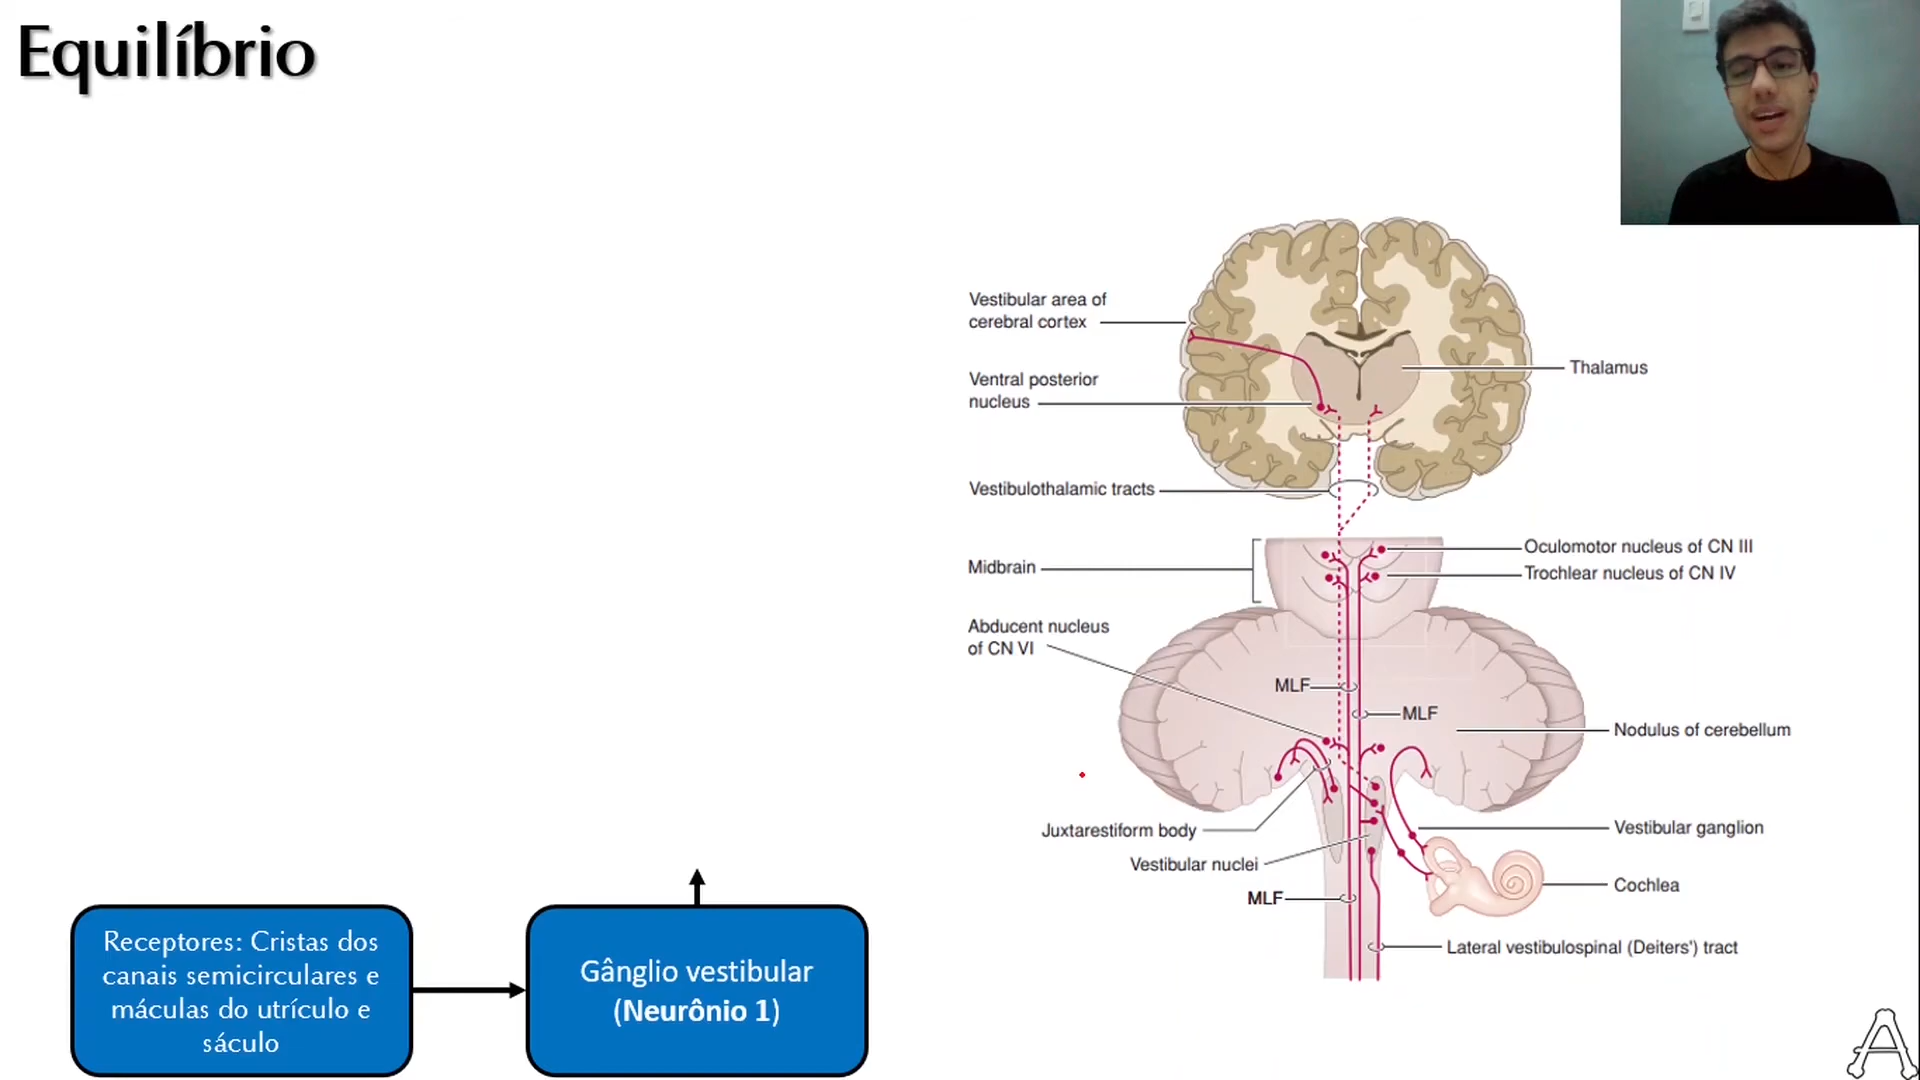 Equilíbrio
Vestibular area of
cerebral cortex
Ventral posterior
nucleus
Thalamus
Vestibulothalamic tracts
Midbrain
Oculomotor nucleus of CN III
Trochlear nucleus of CN IV
Abducent nucleus
of CN VI
MLF
MLF
Nodulus of cerebellum
Juxtarestiform body
Vestibular ganglion
Vestibular nuclei
Cochlea
MLF
Lateral vestibulospinal (Deiters') tract
Receptores: Cristas dos
canais semicirculares e
máculas do utrículo e
sáculo
Gânglio vestibular
(Neurônio 1)
A